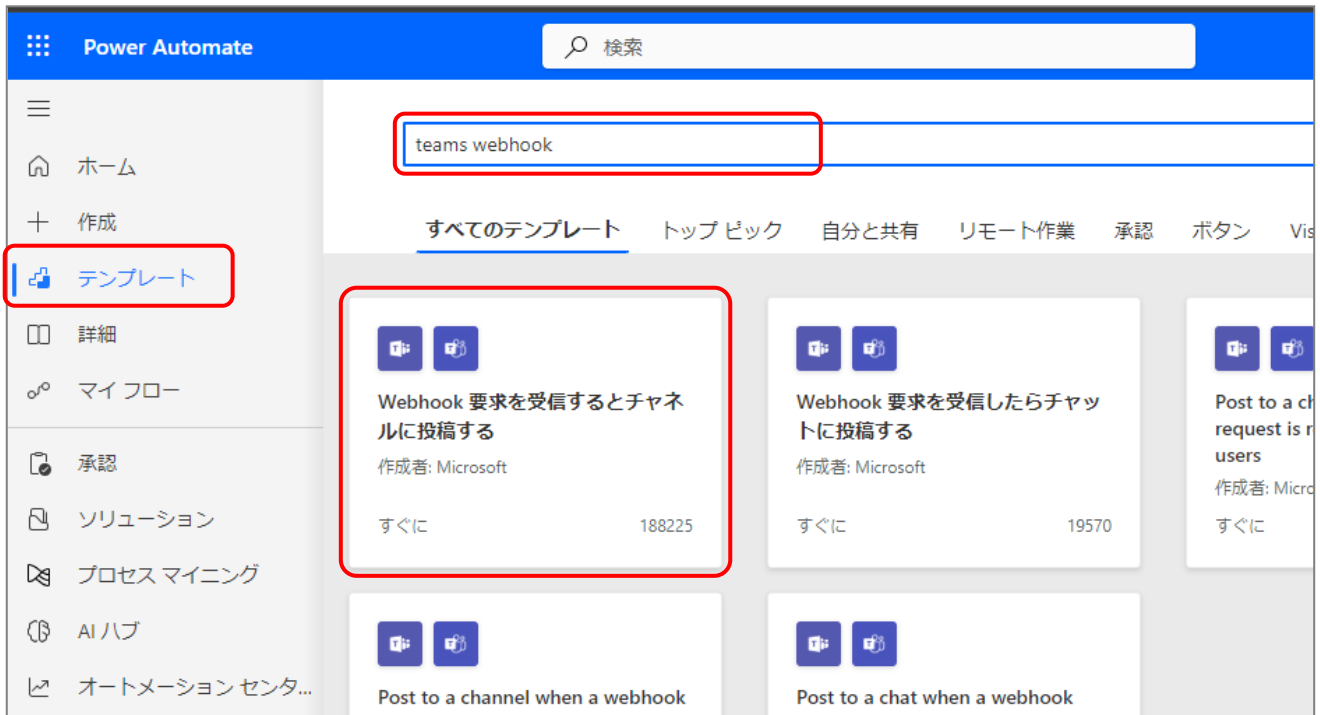 Power Automate
検索
ホーム
作成
テンプレート
詳細
マイ フロー
承認
ソリューション
プロセス マイニング
AI ハブ
オートメーション センタ...
teams webhook
すべてのテンプレート トップ ピック 自分と共有 リモート作業 承認 ボタン Vis
Webhook 要求を受信するとチャネ
ルに投稿する
作成者: Microsoft
すぐに 188225
Webhook 要求を受信したらチャッ
トに投稿する
作成者: Microsoft
すぐに 19570
Post to a ch
request is r
users
作成者: Micro
すぐに
Post to a channel when a webhook
Post to a chat when a webhook